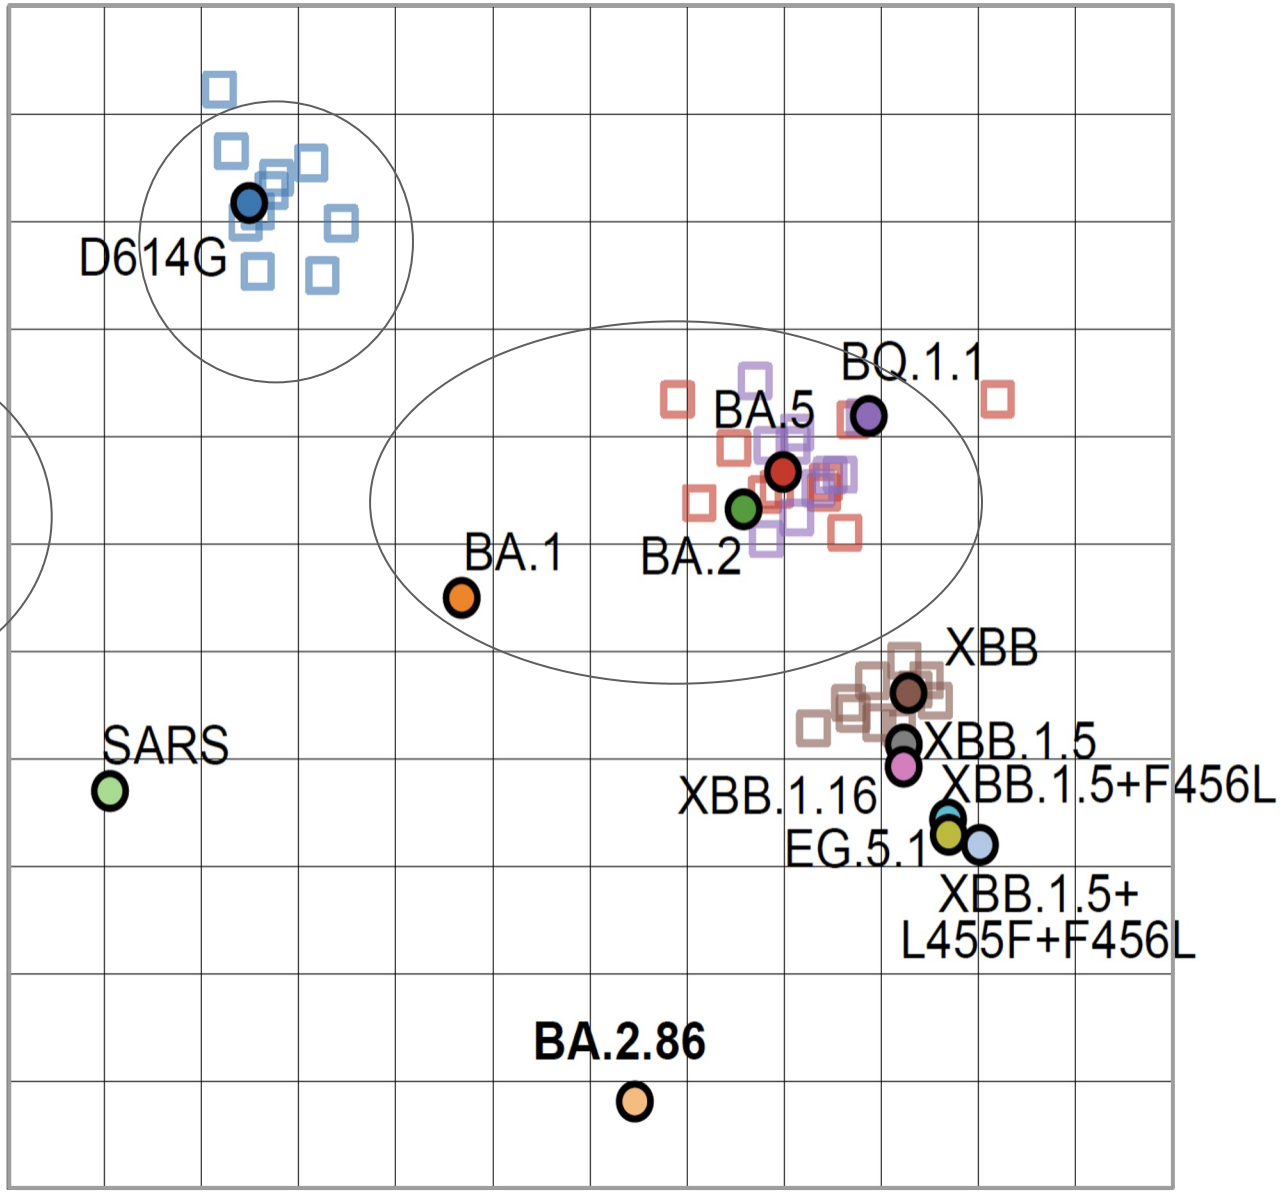 D614G
BQ.1.1
BA.5
BA.1
BA.2
XBB
SARS
XBB.1.5
XBB.1.5+F456L
XBB.1.16
EG.5.1
XBB.1.5+
L455F+F456L
BA.2.86